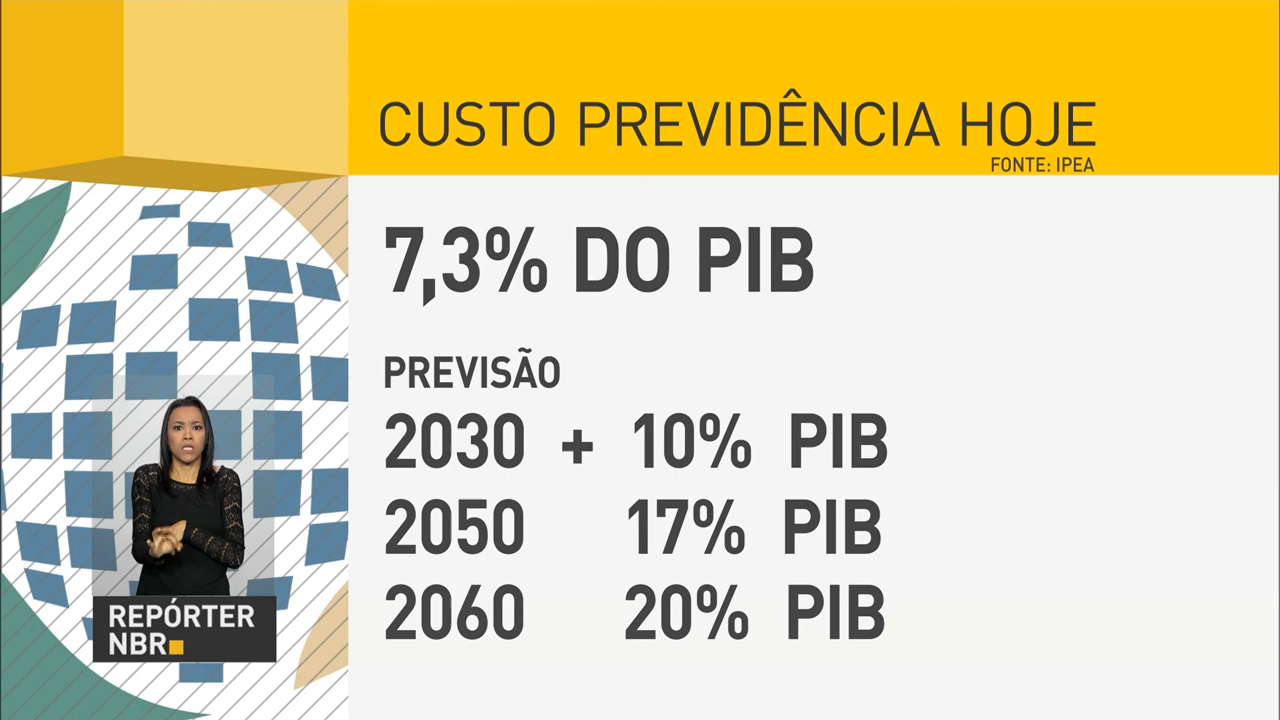 CUSTO PREVIDÊNCIA HOJE
FONTE: IPEA
7,3% DO PIB
PREVISÃO
2030 + 10% PIB
2050 17% PIB
2060 20% PIB
REPÓRTER
NBR